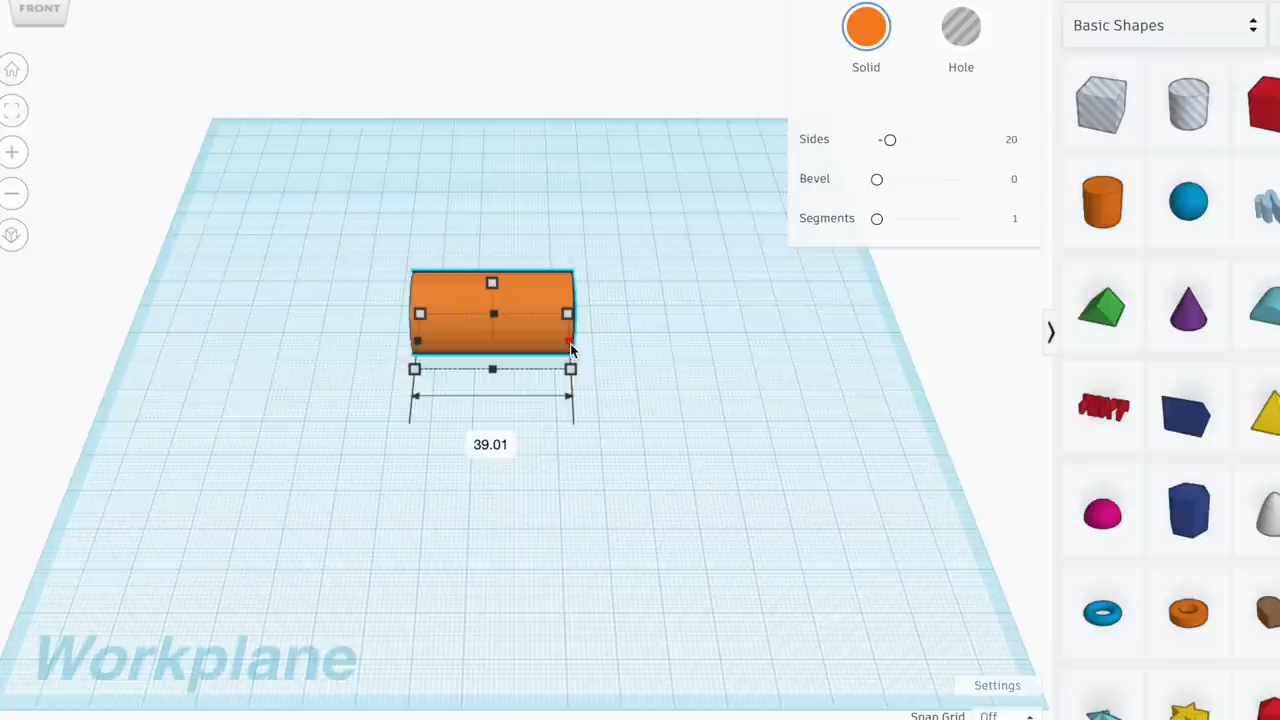 FRONT
Basic Shapes
Solid
Hole
Sides
20
Bevel
0
Segments
1
39.01
Workplane
Settings
Snap Grid
Off